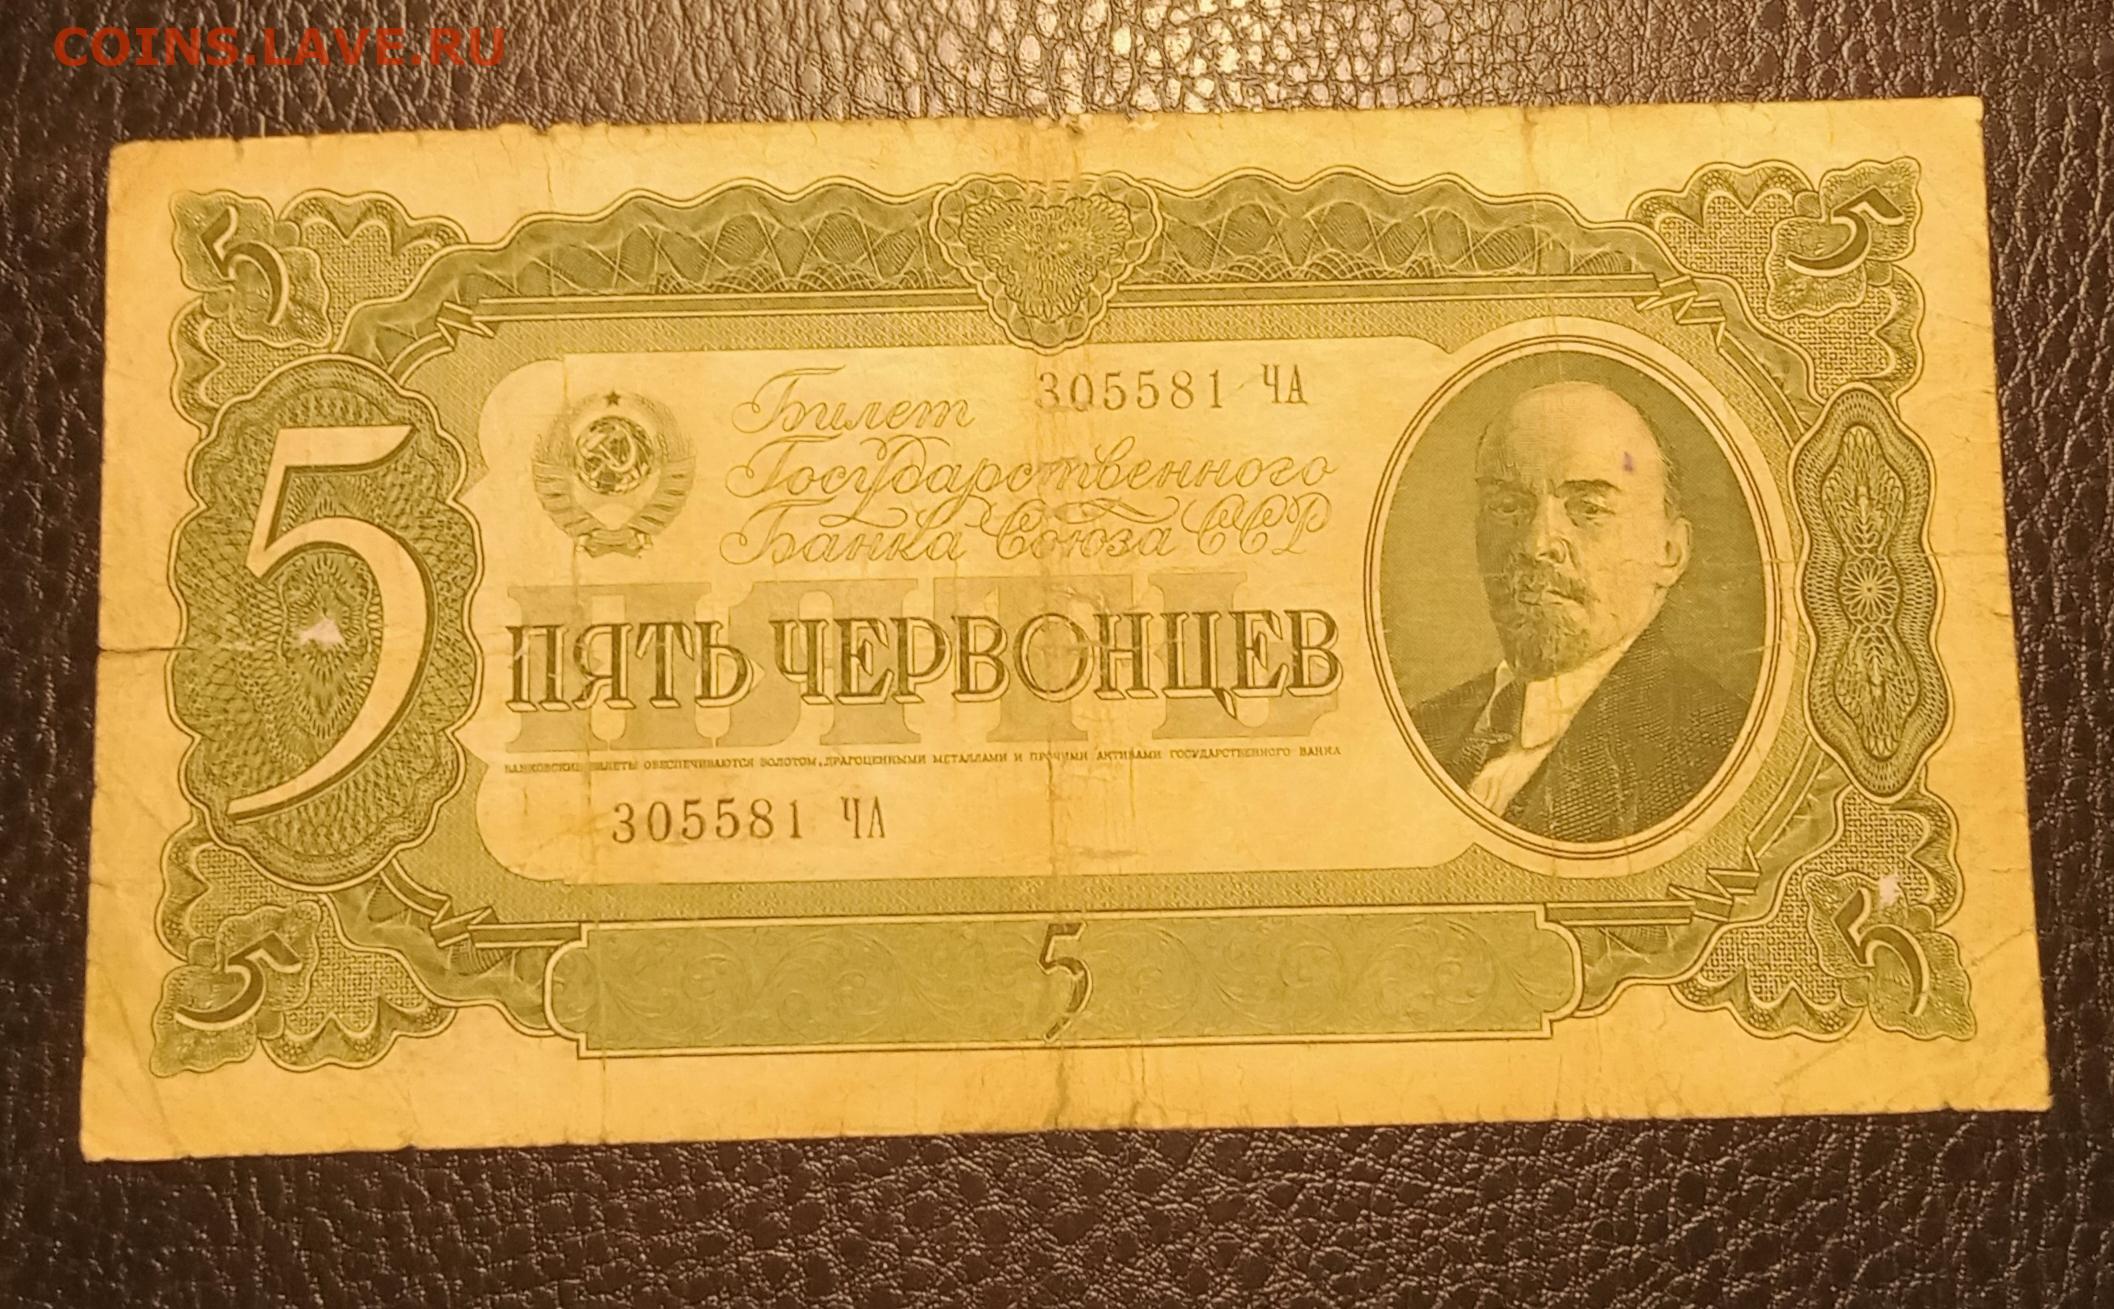 COINS.LAVE.RU
5 5
Билет 305581 ЧА
Государственного
Банка Союза ССР
5
ПЯТЬ
ПЯТЬ ЧЕРВОНЦЕВ
БАНКОВСКИЕ БИЛЕТЫ ОБЕСПЕЧИВАЮТСЯ ЗОЛОТОМ, ДРАГОЦЕННЫМИ МЕТАЛЛАМИ И ПРОЧИМИ АКТИВАМИ ГОСУДАРСТВЕННОГО БАНКА
305581 ЧА
5 5 5